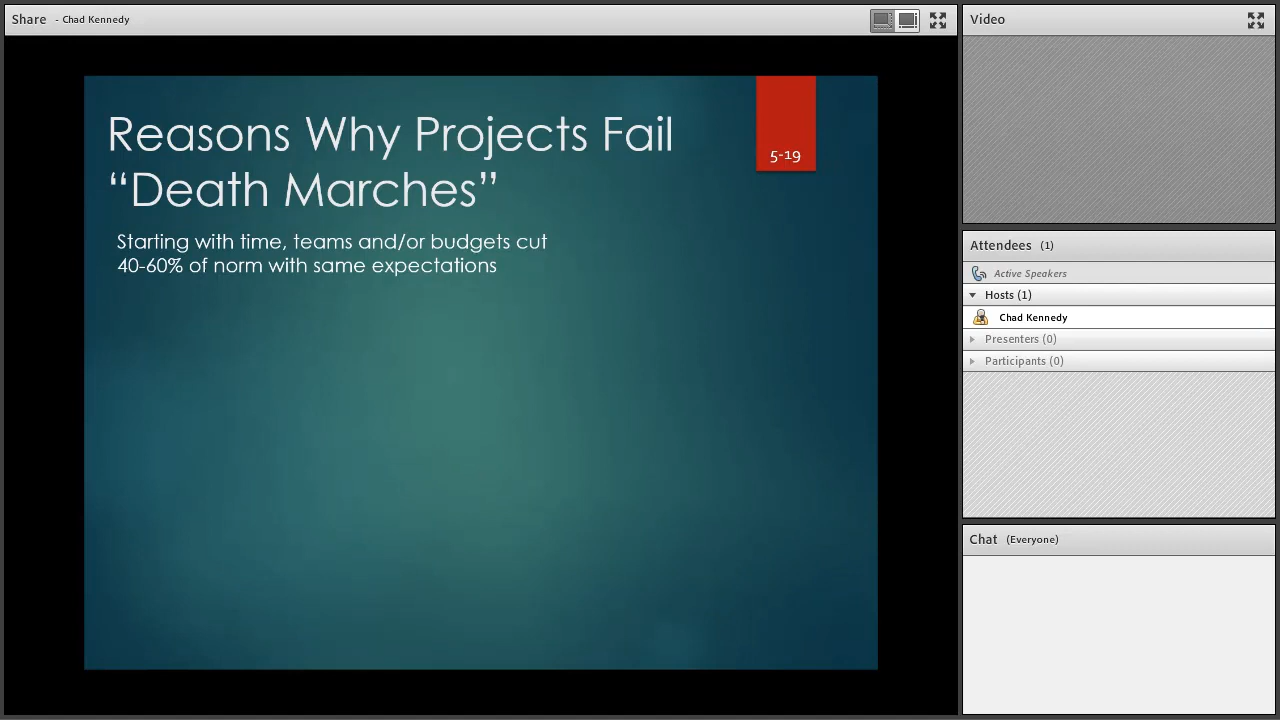 Share - Chad Kennedy
Reasons Why Projects Fail
“Death Marches”
5-19
Starting with time, teams and/or budgets cut
40-60% of norm with same expectations
Video
Attendees (1)
Active Speakers
Hosts (1)
Chad Kennedy
Presenters (0)
Participants (0)
Chat (Everyone)